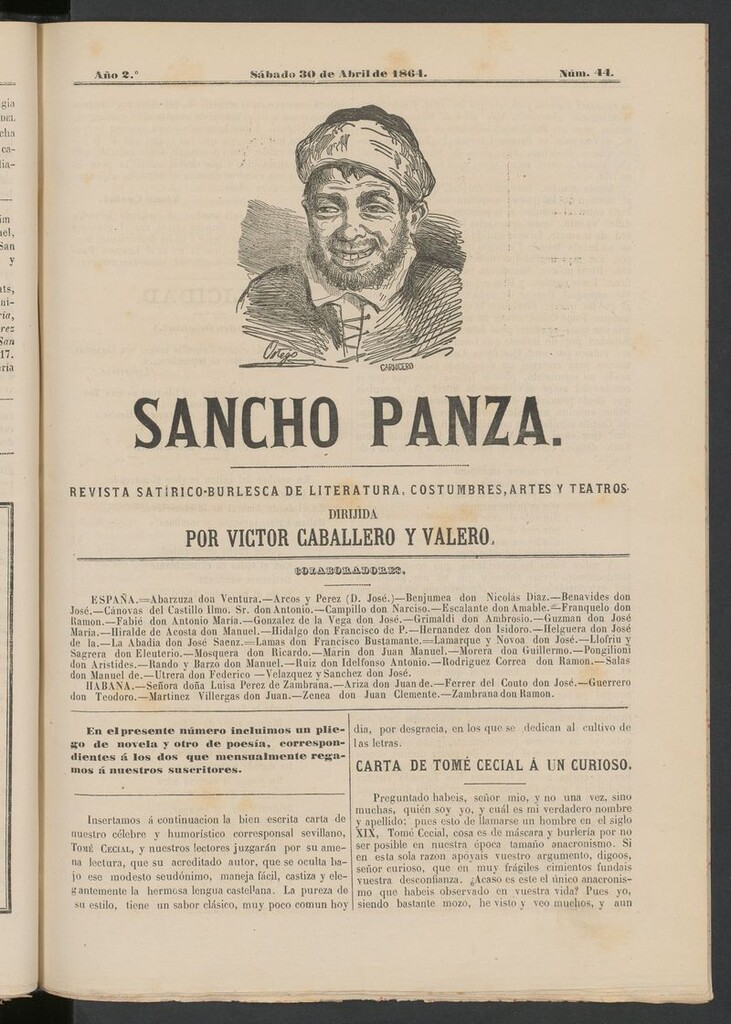 Año 2.º Sábado 30 de Abril de 1864. Núm. 44.
Ortego
CARNICERO
SANCHO PANZA.
REVISTA SATÍRICO-BURLESCA DE LITERATURA, COSTUMBRES, ARTES Y TEATROS
DIRIJIDA
POR VICTOR CABALLERO Y VALERO.
COLABORADORES.
ESPAÑA.=Abarzuza don Ventura.—Arcos y Perez (D. José.)—Benjumea don Nicolás Diaz.—Benavides don
José.—Cánovas del Castillo Ilmo. Sr. don Antonio.—Campillo don Narciso.—Escalante don Amable.=Franquelo don
Ramon.—Fabié don Antonio María.—Gonzalez de la Vega don José.—Grimaldi don Ambrosio.—Guzman don José
Maria.—Hiralde de Acosta don Manuel.—Hidalgo don Francisco de P.—Hernandez don Isidoro.—Helguera don José
de la.—La Abadia don José Saenz.=Lamas don Francisco Bustamante.=Lamarque y Novoa don José.—Llofriu y
Sagrera don Eleuterio.—Mosquera don Ricardo.—Marin don Juan Manuel.—Morera don Guillermo.—Pongilioni
don Aristides.—Rando y Barzo don Manuel.—Ruiz don Idelfonso Antonio.—Rodriguez Correa don Ramon.—Salas
don Manuel de.—Utrera don Federico —Velazquez y Sanchez don José.
HABANA.—Señora doña Luisa Perez de Zambrana.—Ariza don Juan de.—Ferrer del Couto don José.—Guerrero
don Teodoro.—Martinez Villergas don Juan.—Zenea don Juan Clemente.—Zambrana don Ramon.
En el presente número incluimos un plie-
go de novela y otro de poesía, correspon-
dientes á los dos que mensualmente rega-
mos á nuestros suscritores.
Insertamos á continuacion la bien escrita carta de
nuestro célebre y humorístico corresponsal sevillano,
TOMÉ CECIAL, y nuestros lectores juzgarán por su ame-
na lectura, que su acreditado autor, que se oculta ba-
jo ese modesto seudónimo, maneja fácil, castiza y ele-
gantemente la hermosa lengua castellana. La pureza de
su estilo, tiene un sabor clásico, muy poco comun hoy
dia, por desgracia, en los que se dedican al cultivo de
las letras.
CARTA DE TOMÉ CECIAL Á UN CURIOSO.
Preguntado habeis, señor mio, y no una vez, sino
muchas, quién soy yo, y cuál es mi verdadero nombre
y apellido; pues esto de llamarse un hombre en el siglo
XIX, Tomé Cecial, cosa es de máscara y burlería por no
ser posible en nuestra época tamaño anacronismo. Si
en esta sola razon apoyais vuestro argumento, digoos,
señor curioso, que en muy frágiles cimientos fundais
vuestra desconfianza. ¿Acaso es este el único anacronis-
mo que habeis observado en vuestra vida? Pues yo,
siendo bastante mozo, he visto y veo muchos, y aun